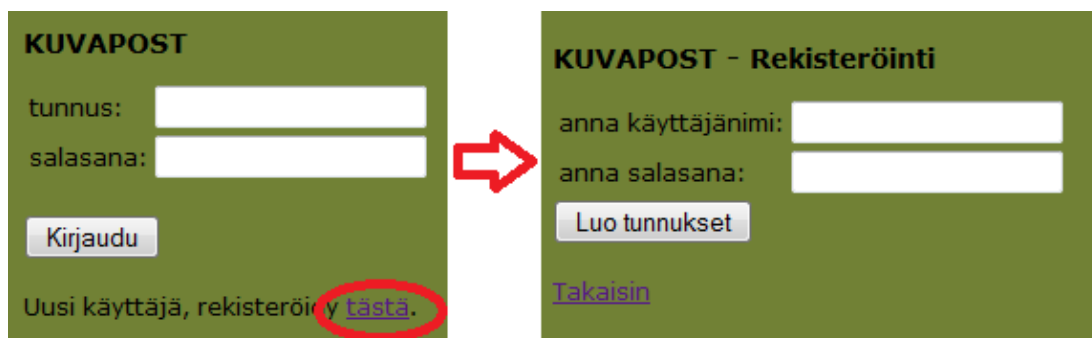 KUVAPOST
tunnus:
salasana:
Kirjaudu
Uusi käyttäjä, rekisteröidy tästä.
KUVAPOST - Rekisteröinti
anna käyttäjänimi:
anna salasana:
Luo tunnukset
Takaisin